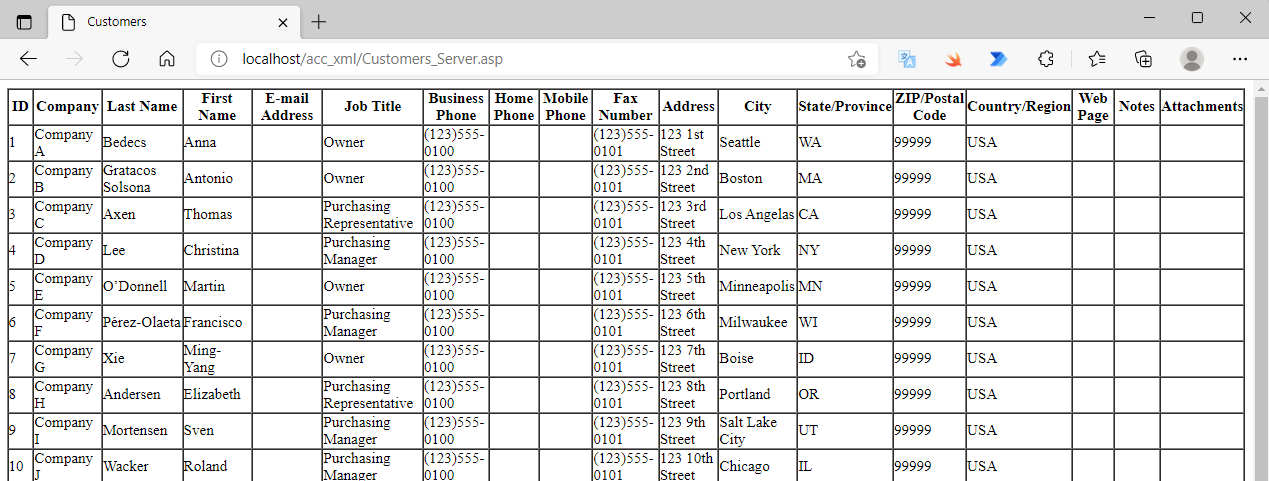 Customers
localhost/acc_xml/Customers_Server.asp
ID Company Last Name First Name E-mail Address Job Title Business Phone Home Phone Mobile Phone Fax Number Address City State/Province ZIP/Postal Code Country/Region Web Page Notes Attachments
1 Company A Bedecs Anna Owner (123)555-0100 (123)555-0101 123 1st Street Seattle WA 99999 USA
2 Company B Gratacos Solsona Antonio Owner (123)555-0100 (123)555-0101 123 2nd Street Boston MA 99999 USA
3 Company C Axen Thomas Purchasing Representative (123)555-0100 (123)555-0101 123 3rd Street Los Angelas CA 99999 USA
4 Company D Lee Christina Purchasing Manager (123)555-0100 (123)555-0101 123 4th Street New York NY 99999 USA
5 Company E O’Donnell Martin Owner (123)555-0100 (123)555-0101 123 5th Street Minneapolis MN 99999 USA
6 Company F Pérez-Olaeta Francisco Purchasing Manager (123)555-0100 (123)555-0101 123 6th Street Milwaukee WI 99999 USA
7 Company G Xie Ming-Yang Owner (123)555-0100 (123)555-0101 123 7th Street Boise ID 99999 USA
8 Company H Andersen Elizabeth Purchasing Representative (123)555-0100 (123)555-0101 123 8th Street Portland OR 99999 USA
9 Company I Mortensen Sven Purchasing Manager (123)555-0100 (123)555-0101 123 9th Street Salt Lake City UT 99999 USA
10 Company J Wacker Roland Purchasing Manager (123)555-0100 (123)555-0101 123 10th Street Chicago IL 99999 USA